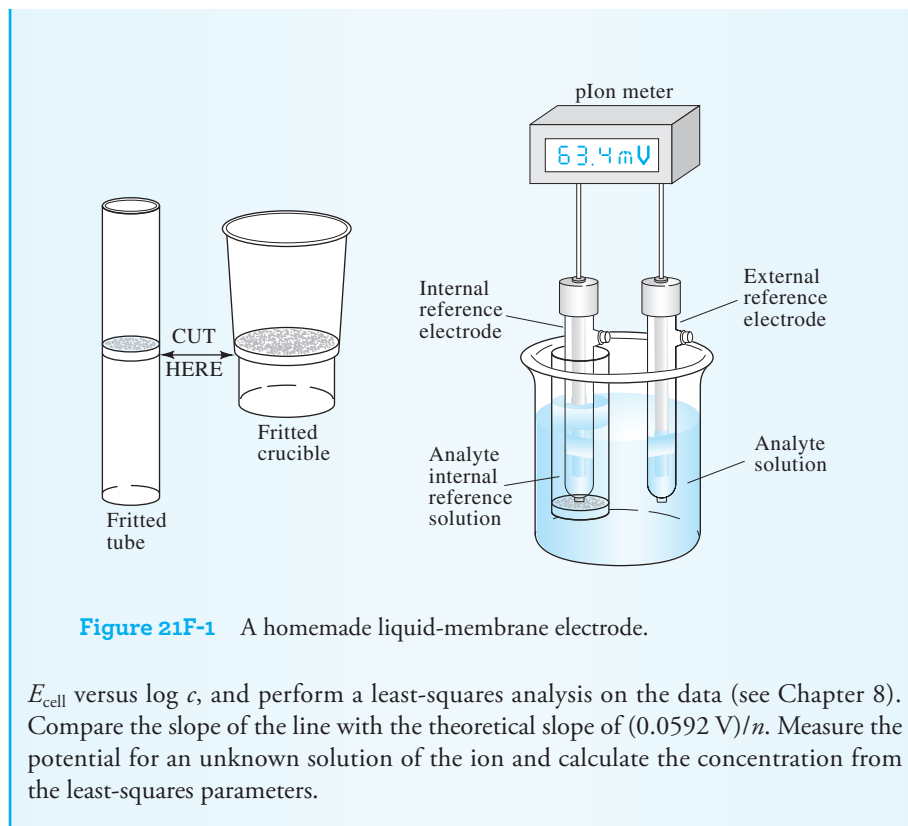 pIon meter
63.4mV
Internal
reference
electrode
External
reference
electrode
CUT
HERE
Fritted
crucible
Fritted
tube
Analyte
internal
reference
solution
Analyte
solution
Figure 21F-1 A homemade liquid-membrane electrode.
E_cell versus log c, and perform a least-squares analysis on the data (see Chapter 8).
Compare the slope of the line with the theoretical slope of (0.0592 V)/n. Measure the
potential for an unknown solution of the ion and calculate the concentration from
the least-squares parameters.